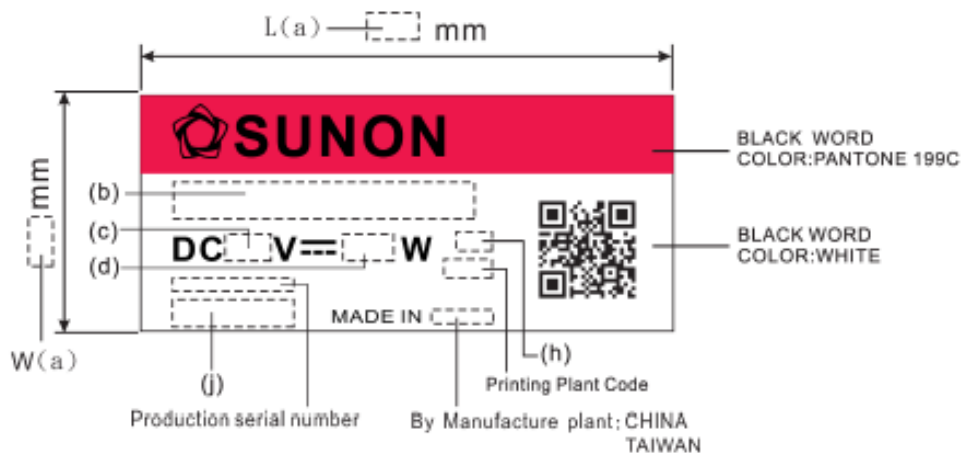 L(a) mm
SUNON
BLACK WORD
COLOR:PANTONE 199C
mm
(b)
(c)
DC V W
(d)
BLACK WORD
COLOR:WHITE
MADE IN
W(a)
(j)
(h)
Printing Plant Code
Production serial number
By Manufacture plant: CHINA
TAIWAN